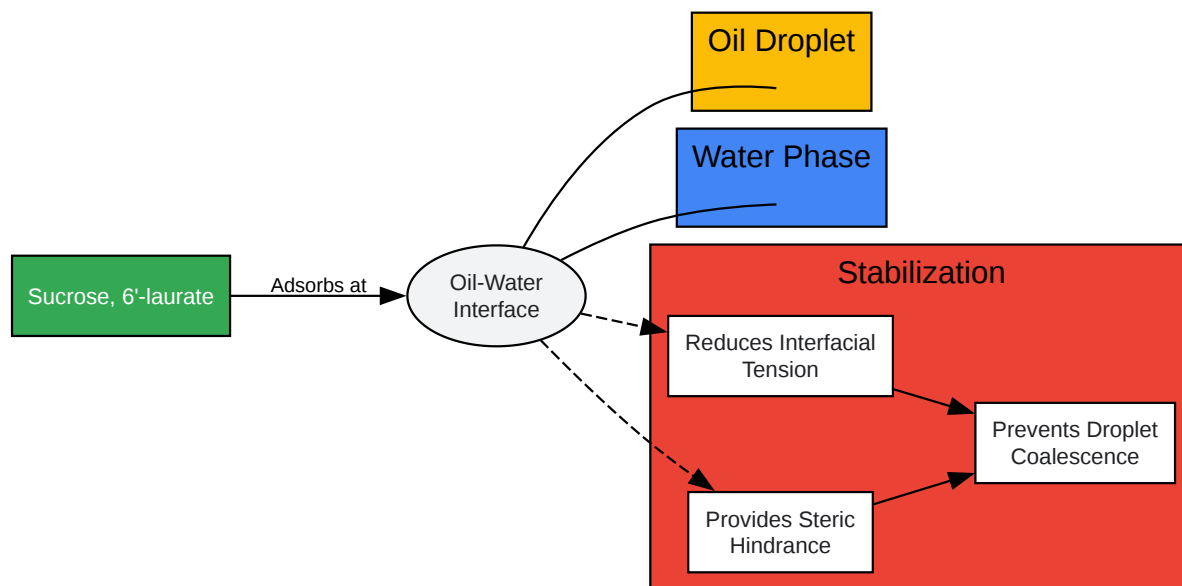 Oil Droplet
Water Phase
Sucrose, 6'-laurate
Adsorbs at
Oil-Water
Interface
Stabilization
Reduces Interfacial
Tension
Prevents Droplet
Coalescence
Provides Steric
Hindrance